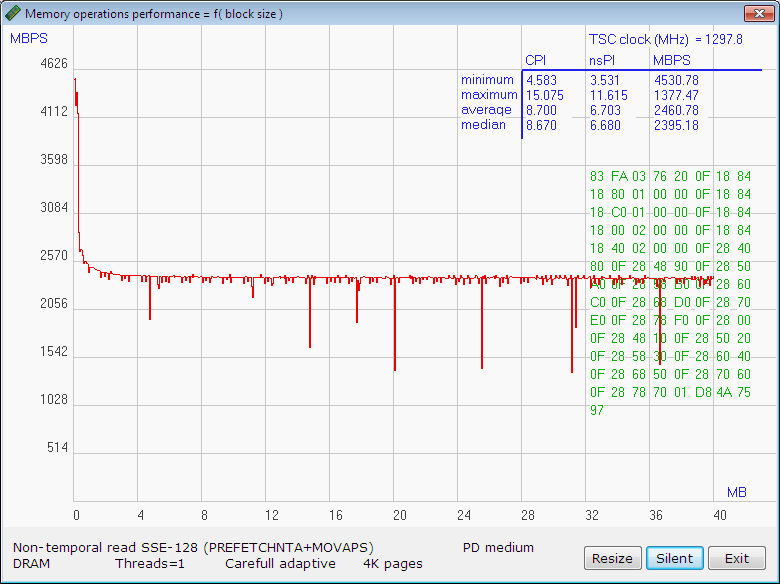 Memory operations performance = f( block size )
MBPS
TSC clock (MHz) = 1297.8
CPI nsPI MBPS
minimum 4.583 3.531 4530.78
maximum 15.075 11.615 1377.47
average 8.700 6.703 2460.78
median 8.670 6.680 2395.18
4626
4112
3598
3084
2570
2056
1542
1028
514
83 FA 03 76 20 0F 18 84
18 80 01 00 00 0F 18 84
18 C0 01 00 00 0F 18 84
18 00 02 00 00 0F 18 84
18 40 02 00 00 0F 28 40
80 0F 28 48 90 0F 28 50
A0 0F 28 58 B0 0F 28 60
C0 0F 28 68 D0 0F 28 70
E0 0F 28 78 F0 0F 28 00
0F 28 48 10 0F 28 50 20
0F 28 58 30 0F 28 60 40
0F 28 68 50 0F 28 70 60
0F 28 78 70 01 D8 4A 75
97
MB
0 4 8 12 16 20 24 28 32 36 40
Non-temporal read SSE-128 (PREFETCHNTA+MOVAPS) PD medium
DRAM Threads=1 Carefull adaptive 4K pages
Resize Silent Exit